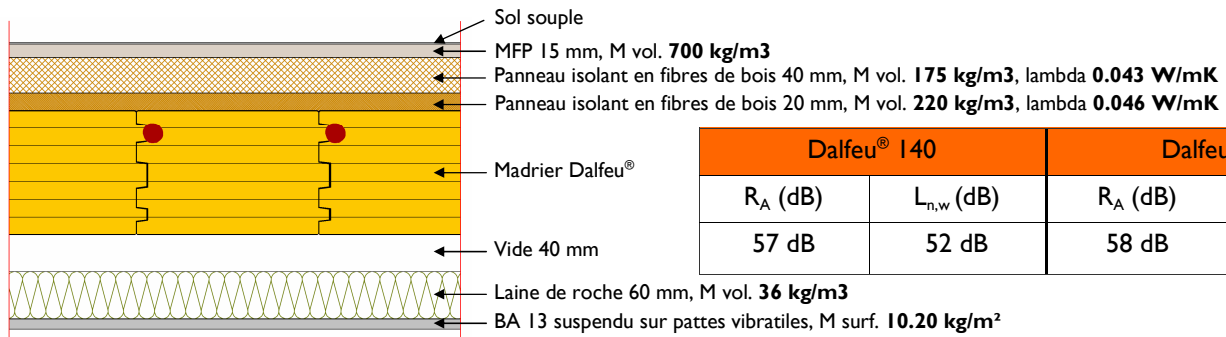 Sol souple
MFP 15 mm, M vol. 700 kg/m3
Panneau isolant en fibres de bois 40 mm, M vol. 175 kg/m3, lambda 0.043 W/mK
Panneau isolant en fibres de bois 20 mm, M vol. 220 kg/m3, lambda 0.046 W/mK
Madrier Dalfeu®
Vide 40 mm
Laine de roche 60 mm, M vol. 36 kg/m3
BA 13 suspendu sur pattes vibratiles, M surf. 10.20 kg/m²
Dalfeu® 140 Dalfeu
R_A (dB) L_n,w (dB) R_A (dB)
57 dB 52 dB 58 dB